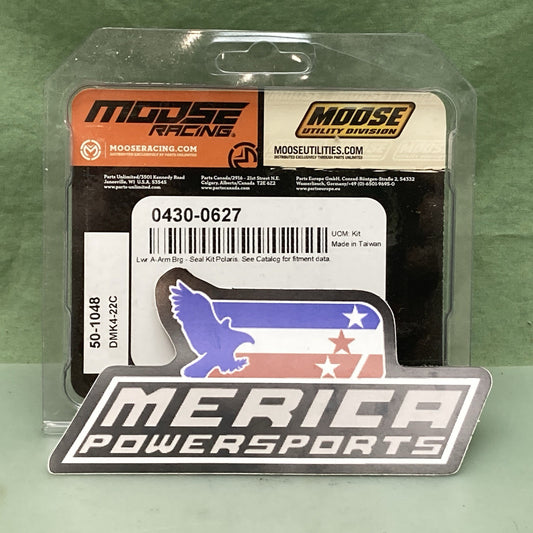 MOOSE
RACING®
MOOSERACING.COM
DISTRIBUTED EXCLUSIVELY BY PARTS UNLIMITED
MOOSE
UTILITY DIVISION
MOOSEUTILITIES.COM
DISTRIBUTED EXCLUSIVELY THROUGH PARTS UNLIMITED
Parts Unlimited/3501 Kennedy Road
Janesville, WI U.S.A. 53545
www.parts-unlimited.com
Parts Canada/2916 - 21st Street N.E.
Calgary, Alberta/Canada T2E 6Z2
www.partscanada.com
Parts Europe GmbH, Conrad-Röntgen-Straße 2, 54332
Wasserliesch, Germany/+49 (0) 6501-9695-0
www.partseurope.eu
0430-0627
UOM: Kit
Made in Taiwan
Lwr A-Arm Brg - Seal Kit Polaris. See Catalog for fitment data.
50-1048
DMK4-22C
MERICA
POWERSPORTS